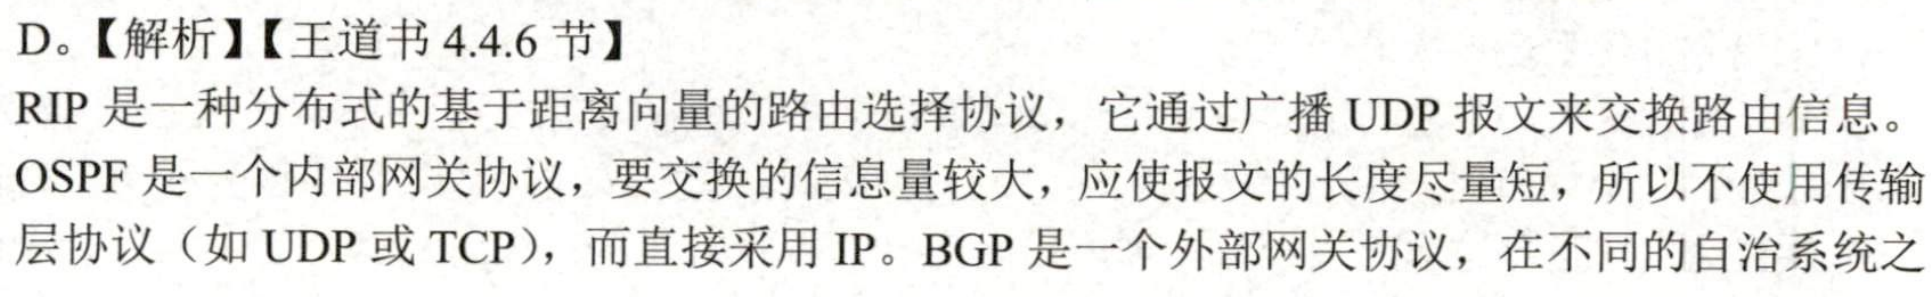 D。【解析】【王道书 4.4.6 节】
RIP 是一种分布式的基于距离向量的路由选择协议，它通过广播 UDP 报文来交换路由信息。
OSPF 是一个内部网关协议，要交换的信息量较大，应使报文的长度尽量短，所以不使用传输
层协议（如 UDP 或 TCP），而直接采用 IP。BGP 是一个外部网关协议，在不同的自治系统之